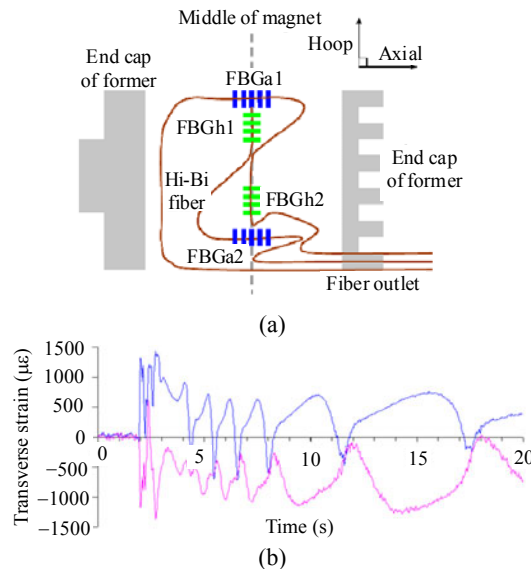 Middle of magnet
End cap
of former
FBGa1
Hoop
Axial
FBGh1
Hi-Bi
fiber
FBGh2
End cap
of former
FBGa2
Fiber outlet
(a)
Transverse strain (με)
1500
1000
500
0
−500
−1000
−1500
0
5
10
15
20
Time (s)
(b)